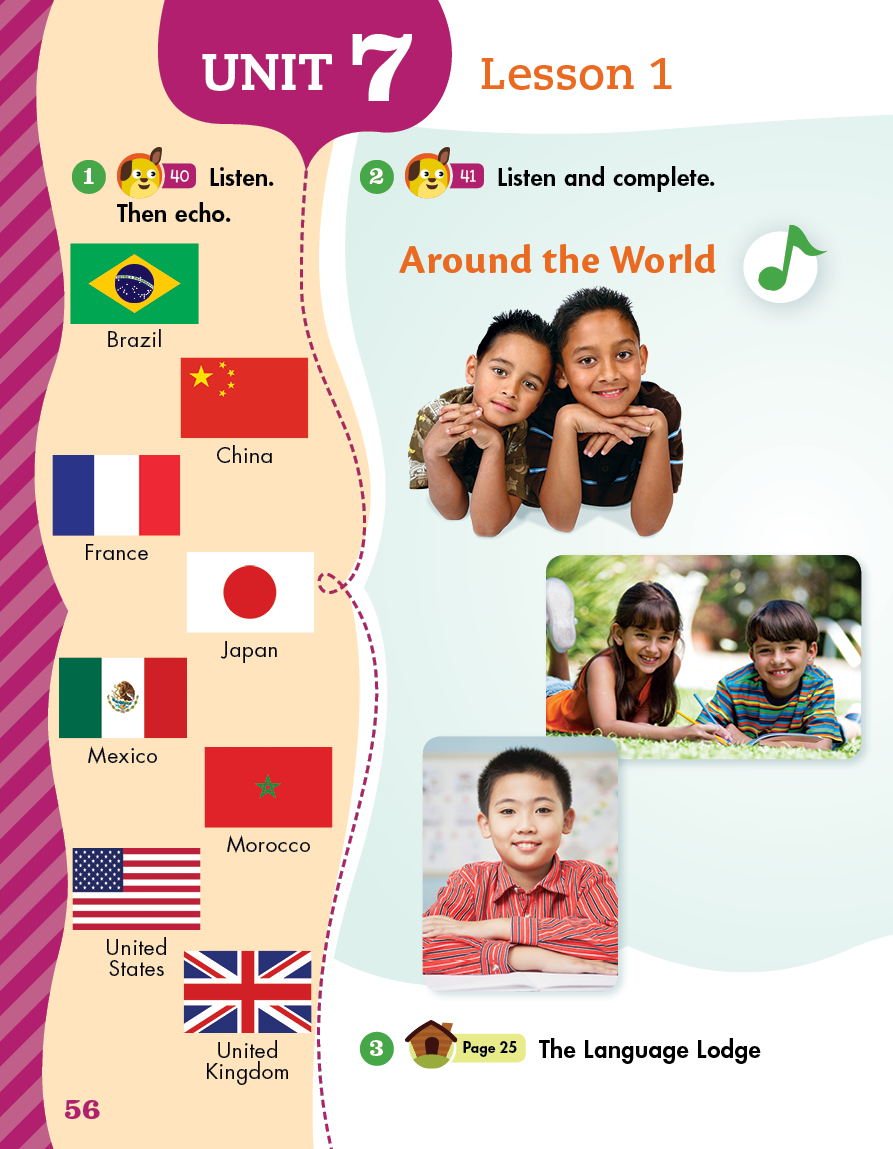 UNIT 7
Lesson 1
1 40 Listen.
Then echo.
Brazil
China
France
Japan
Mexico
Morocco
United
States
United
Kingdom
2 41 Listen and complete.
Around the World
3 Page 25 The Language Lodge
56